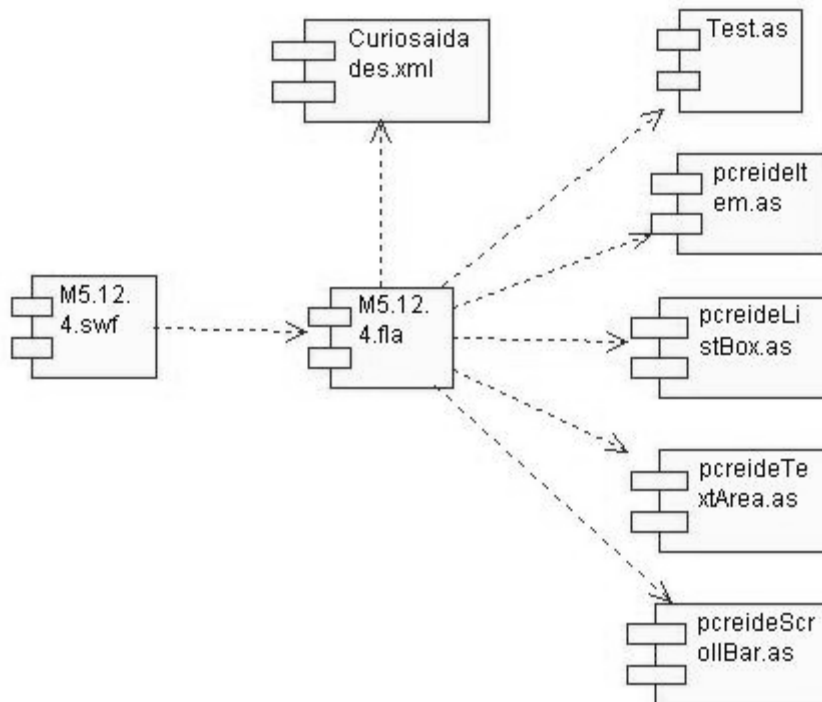 Curiosaida
des.xml
Test.as
pcreideIt
em.as
M5.12.
4.swf
M5.12.
4.fla
pcreideLi
stBox.as
pcreideTe
xtArea.as
pcreideScr
ollBar.as